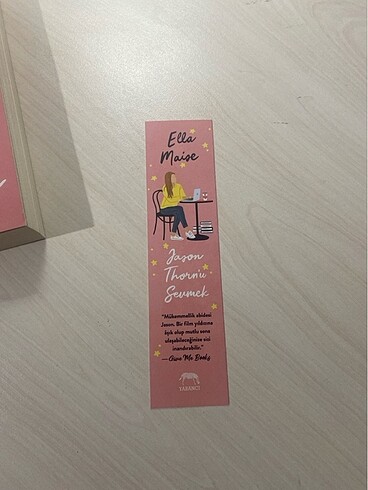 Ella
Maise
Jason
Thorn'u
Sevmek
"Mükemmellik abidesi
Jason. Bir film yıldızına
âşık olup mutlu sona
ulaşabileceğinize sizi
inandırabilir."
—Give Me Books
YABANCI